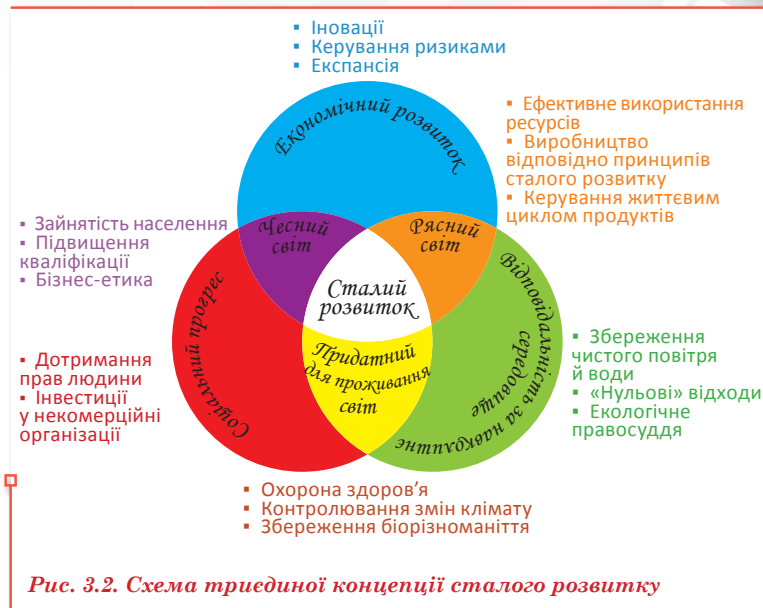 ▪ Іновації
▪ Керування ризиками
▪ Експансія
Економічний розвиток
▪ Ефективне використання
ресурсів
▪ Виробництво
відповідно принципів
сталого розвитку
▪ Керування життєвим
циклом продуктів
▪ Зайнятість населення
▪ Підвищення
кваліфікації
▪ Бізнес-етика
Чесний
світ
Рясний
світ
Сталий
розвиток
Придатний
для проживання
світ
Соціальний прогрес
Відповідальність за навколишнє
середовище
▪ Дотримання
прав людини
▪ Інвестиції
у некомерційні
організації
▪ Збереження
чистого повітря
й води
▪ «Нульові» відходи
▪ Екологічне
правосуддя
▪ Охорона здоров’я
▪ Контролювання змін клімату
▪ Збереження біорізноманіття
Рис. 3.2. Схема триєдиної концепції сталого розвитку